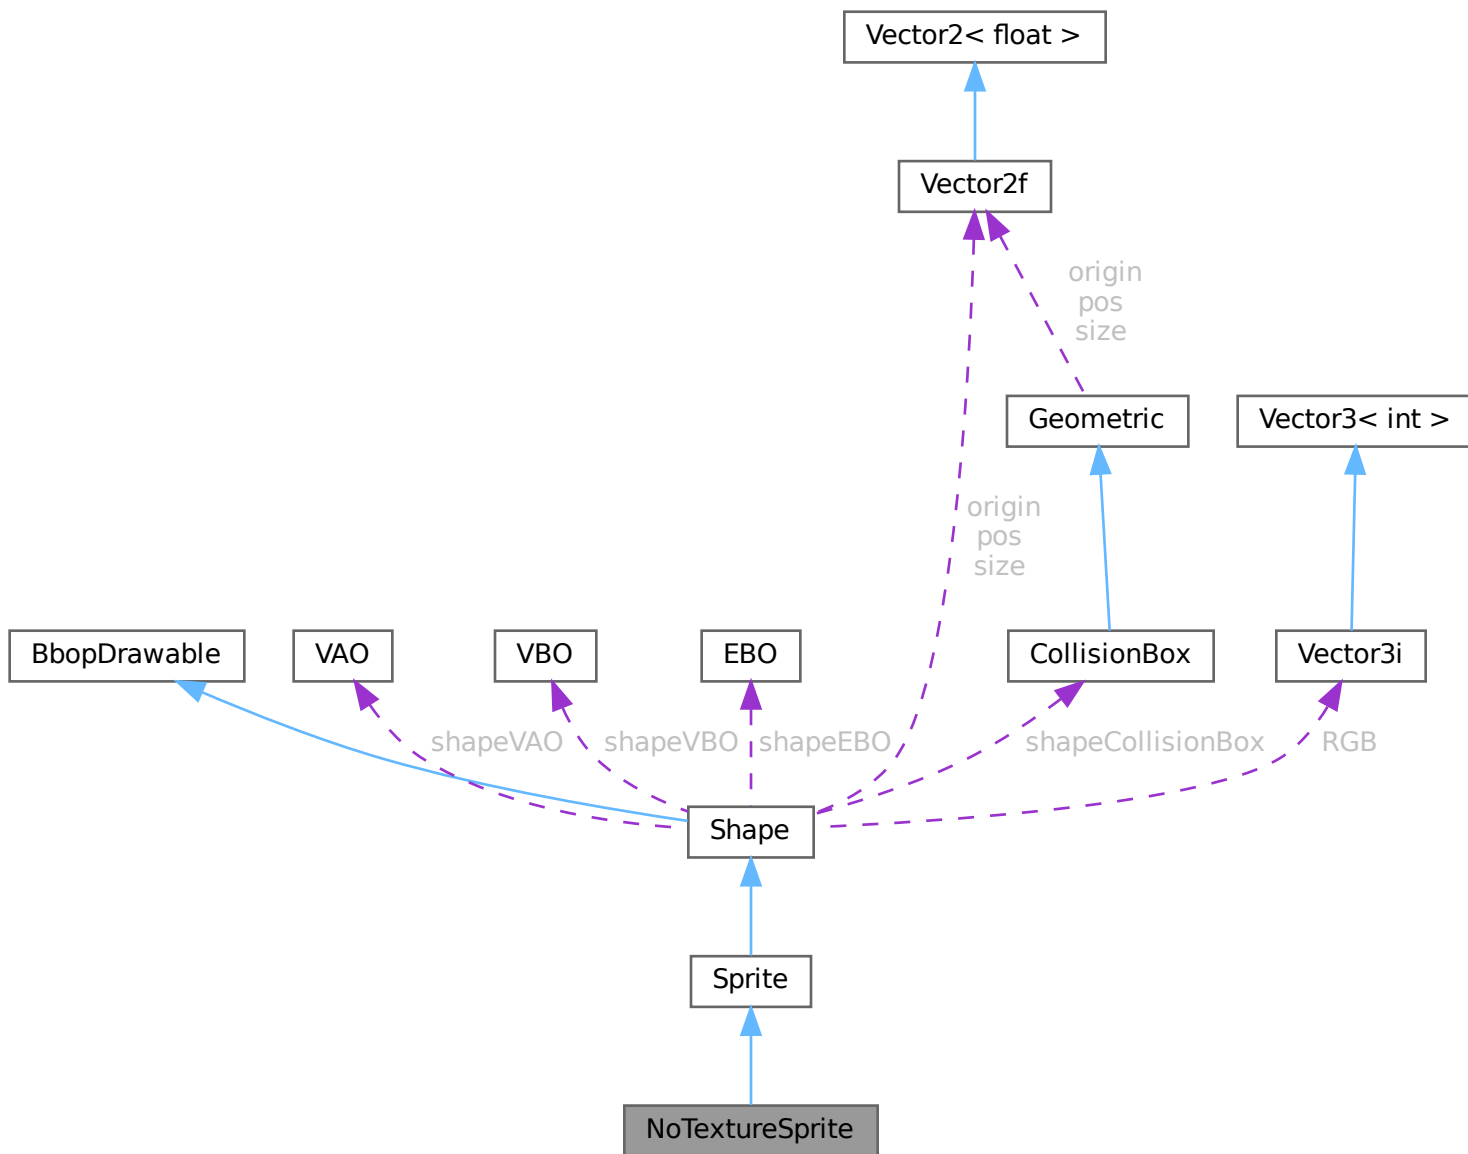 Vector2< float >
Vector2f
origin
pos
size
Geometric
Vector3< int >
origin
pos
size
BbopDrawable
VAO
VBO
EBO
CollisionBox
Vector3i
shapeVAO
shapeVBO
shapeEBO
shapeCollisionBox
RGB
Shape
Sprite
NoTextureSprite